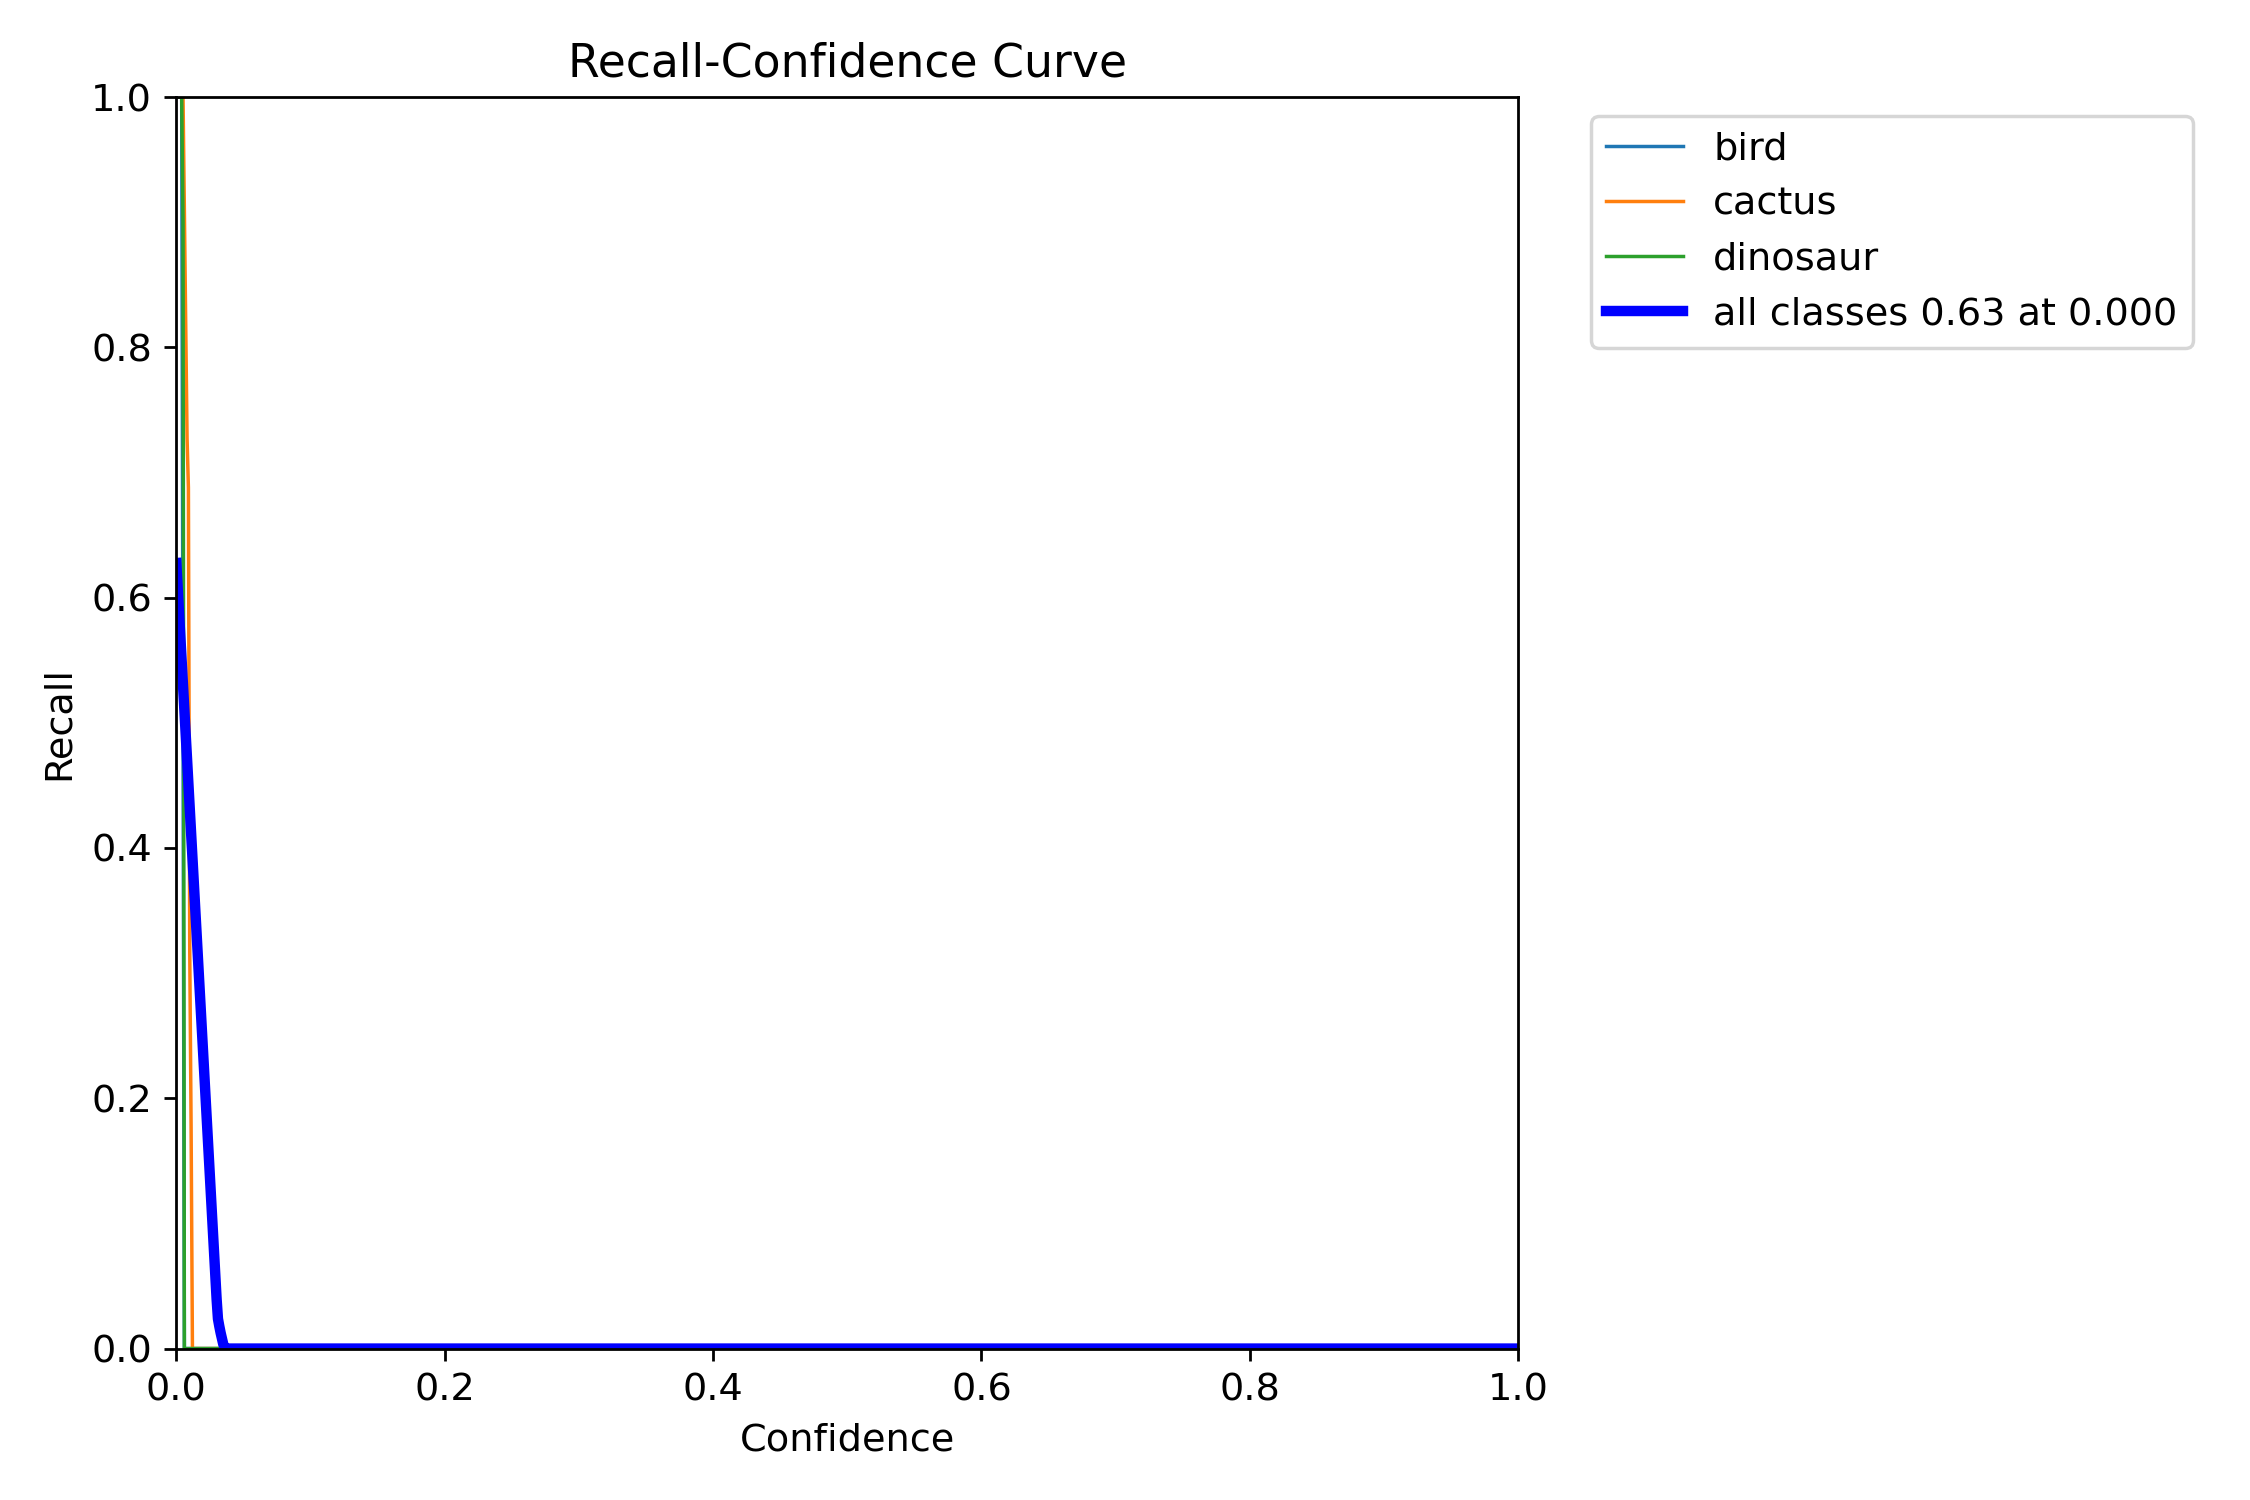 Recall-Confidence Curve
1.0
0.8
0.6
0.4
0.2
0.0
Recall
0.0 0.2 0.4 0.6 0.8 1.0
Confidence
bird
cactus
dinosaur
all classes 0.63 at 0.000